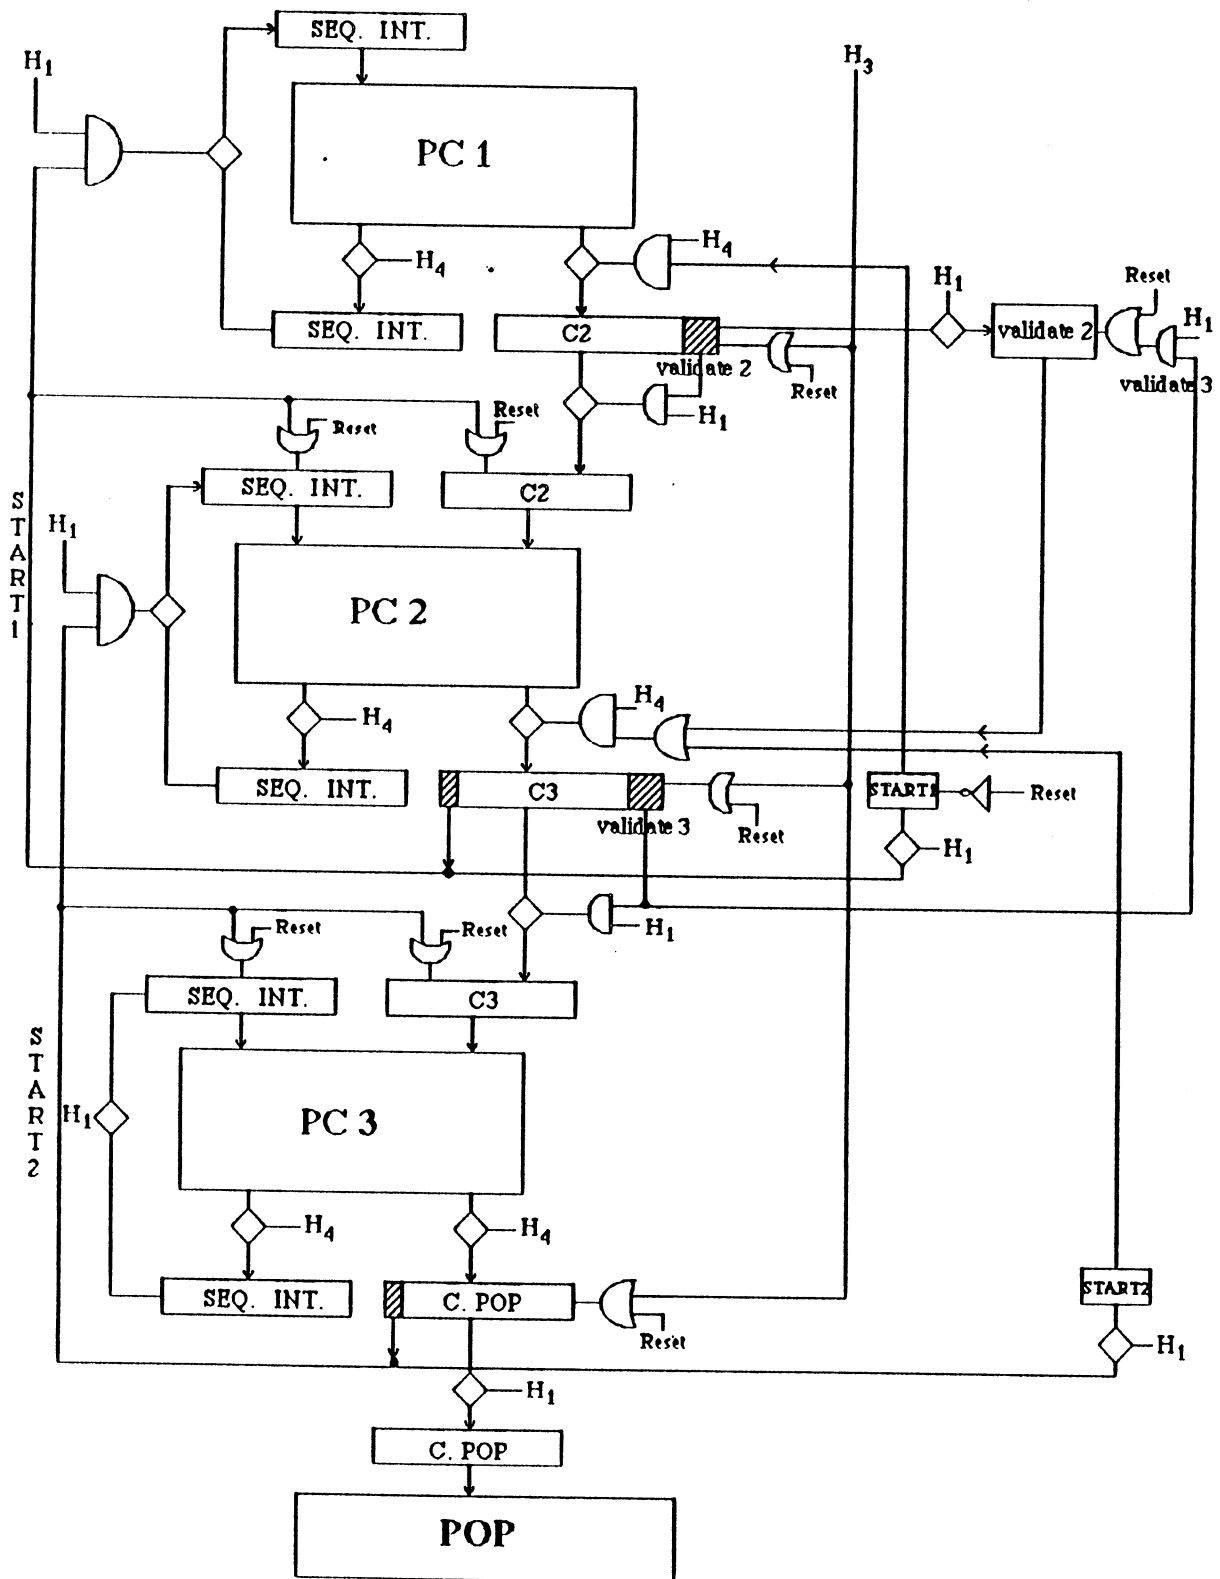 SEQ. INT.
H1
H3
PC 1
H4
H4
SEQ. INT.
C2
validate 2
Reset
H1
Reset
validate 2
H1
validate 3
H1
Reset
Reset
SEQ. INT.
C2
START1
H1
PC 2
H4
H4
SEQ. INT.
C3
validate 3
Reset
START1
Reset
H1
H1
Reset
Reset
SEQ. INT.
C3
START2
H1
PC 3
H4
H4
SEQ. INT.
C. POP
Reset
START2
H1
H1
C. POP
POP